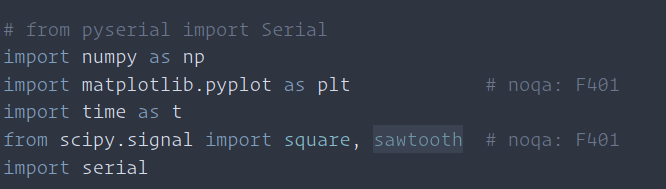 # from pyserial import Serial
import numpy as np
import matplotlib.pyplot as plt # noqa: F401
import time as t
from scipy.signal import square, sawtooth # noqa: F401
import serial